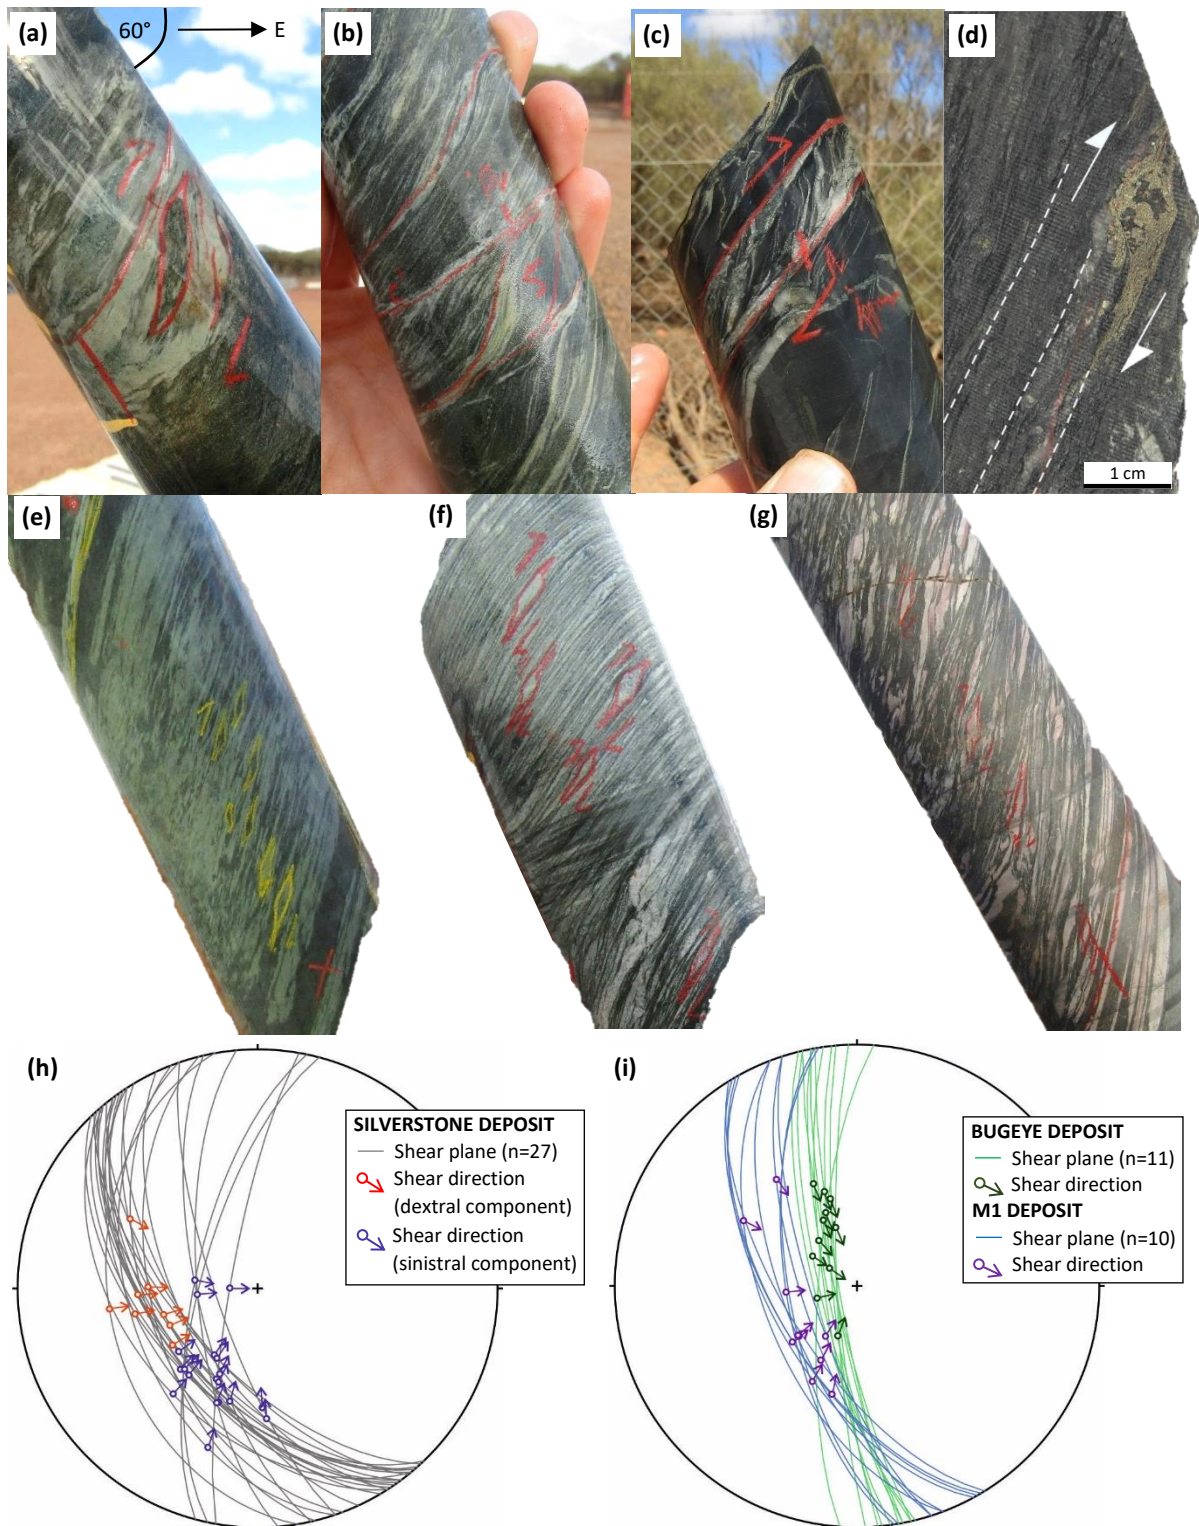 (a)
60°
E
(b)
(c)
(d)
1 cm
(e)
(f)
(g)
(h)
SILVERSTONE DEPOSIT
Shear plane (n=27)
Shear direction
(dextral component)
Shear direction
(sinistral component)
(i)
BUGEYE DEPOSIT
Shear plane (n=11)
Shear direction
M1 DEPOSIT
Shear plane (n=10)
Shear direction